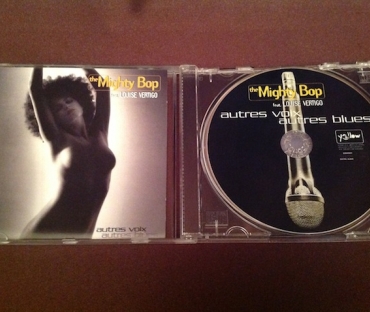 the Mighty Bop
feat. LOUISE VERTIGO
autres voix
autres blues
the Mighty Bop
feat. LOUISE VERTIGO
autres voix
autres blues
yellow